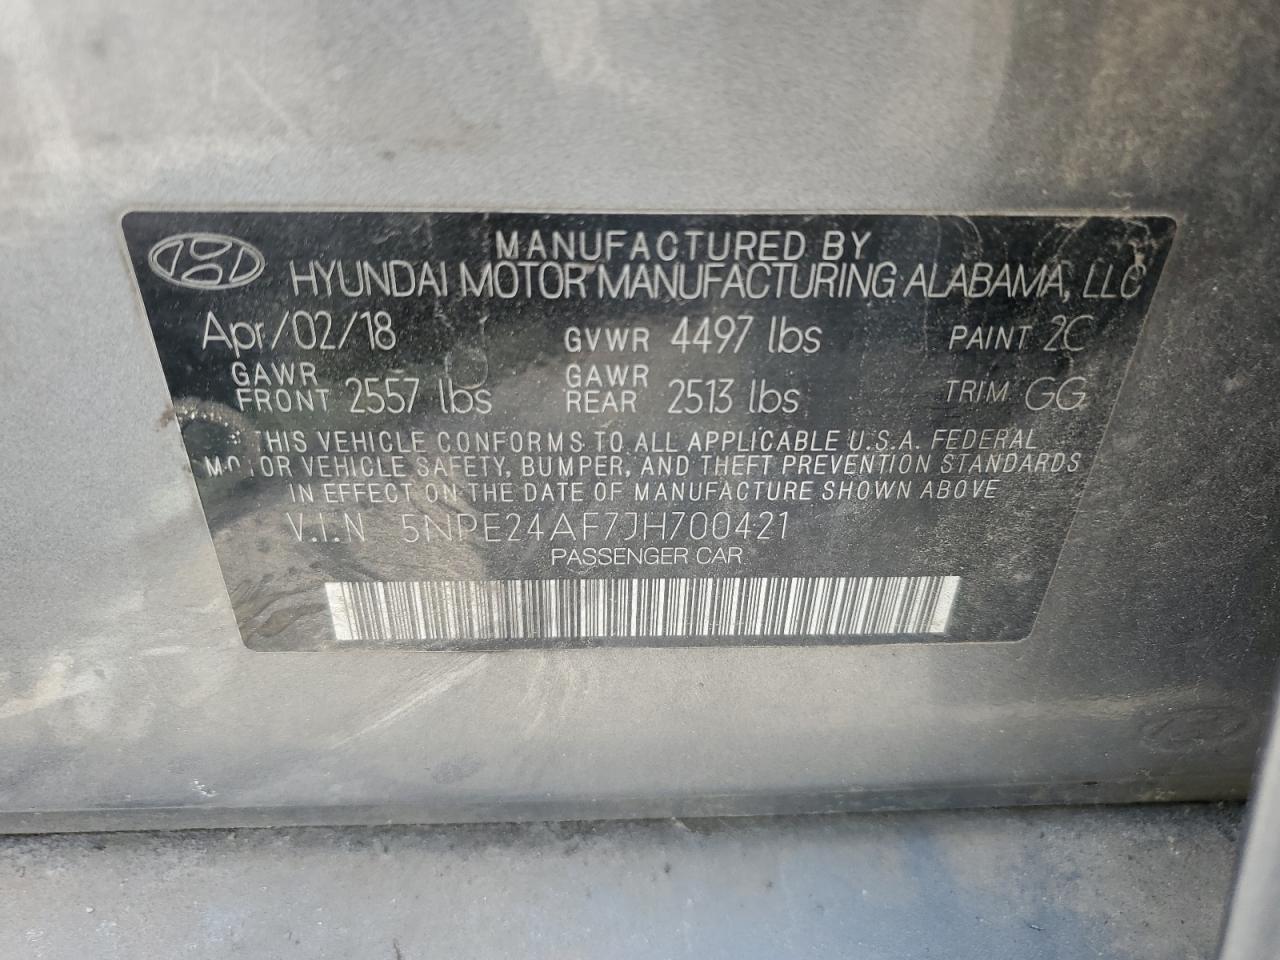 MANUFACTURED BY
HYUNDAI MOTOR MANUFACTURING ALABAMA, LLC
Apr/02/18 GVWR 4497 lbs PAINT 2C
GAWR FRONT 2557 lbs GAWR REAR 2513 lbs TRIM GG
THIS VEHICLE CONFORMS TO ALL APPLICABLE U.S.A. FEDERAL
MOTOR VEHICLE SAFETY, BUMPER, AND THEFT PREVENTION STANDARDS
IN EFFECT ON THE DATE OF MANUFACTURE SHOWN ABOVE
V.I.N 5NPE24AF7JH700421
PASSENGER CAR